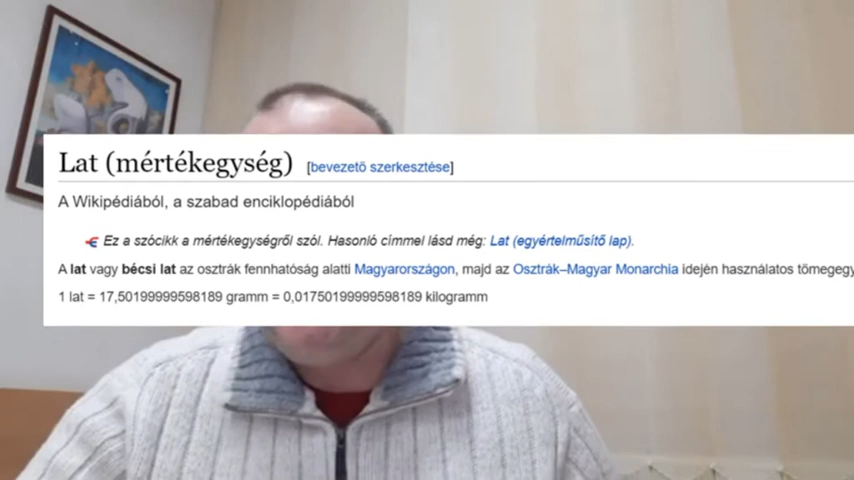 Lat (mértékegység) [bevezető szerkesztése]
A Wikipédiából, a szabad enciklopédiából
Ez a szócikk a mértékegységről szól. Hasonló címmel lásd még: Lat (egyértelműsítő lap).
A lat vagy bécsi lat az osztrák fennhatóság alatti Magyarországon, majd az Osztrák–Magyar Monarchia idején használatos tömegegy
1 lat = 17,50199999598189 gramm = 0,01750199999598189 kilogramm